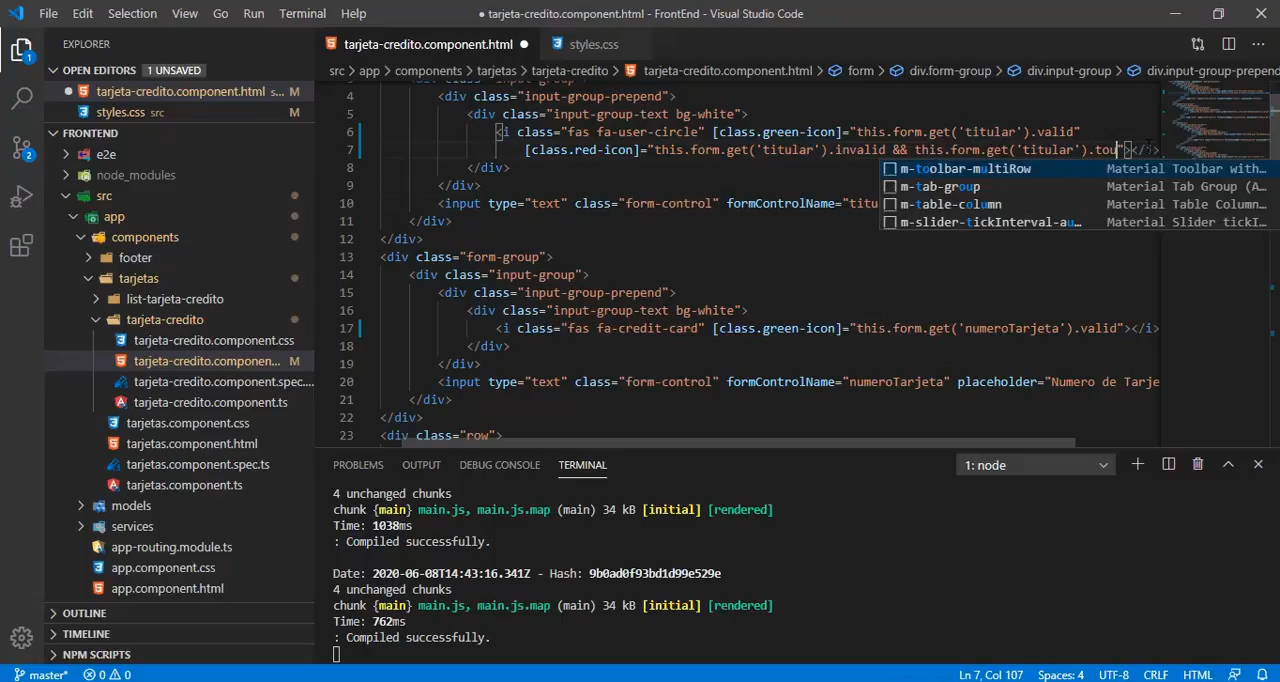 File Edit Selection View Go Run Terminal Help
● tarjeta-credito.component.html - FrontEnd - Visual Studio Code
EXPLORER
OPEN EDITORS 1 UNSAVED
tarjeta-credito.component.html s... M
styles.css src M
FRONTEND
e2e
node_modules
src
app
components
footer
tarjetas
list-tarjeta-credito
tarjeta-credito
tarjeta-credito.component.css
tarjeta-credito.componen... M
tarjeta-credito.component.spec....
tarjeta-credito.component.ts
tarjetas.component.css
tarjetas.component.html
tarjetas.component.spec.ts
tarjetas.component.ts
models
services
app-routing.module.ts
app.component.css
app.component.html
OUTLINE
TIMELINE
NPM SCRIPTS
1
2
tarjeta-credito.component.html ●
styles.css
src > app > components > tarjetas > tarjeta-credito > tarjeta-credito.component.html > form > div.form-group > div.input-group > div.input-group-prepend
4 <div class="input-group-prepend">
5 <div class="input-group-text bg-white">
6 <i class="fas fa-user-circle" [class.green-icon]="this.form.get('titular').valid"
7 [class.red-icon]="this.form.get('titular').invalid && this.form.get('titular').tou"></i>
8 </div>
9 </div>
10 <input type="text" class="form-control" formControlName="titu
11 </div>
12 </div>
13 <div class="form-group">
14 <div class="input-group">
15 <div class="input-group-prepend">
16 <div class="input-group-text bg-white">
17 <i class="fas fa-credit-card" [class.green-icon]="this.form.get('numeroTarjeta').valid"></i>
18 </div>
19 </div>
20 <input type="text" class="form-control" formControlName="numeroTarjeta" placeholder="Numero de Tarje
21 </div>
22 </div>
23 <div class="row">
m-toolbar-multiRow Material Toolbar with...
m-tab-group Material Tab Group (A...
m-table-column Material Table Column...
m-slider-tickInterval-au... Material Slider tickI...
PROBLEMS OUTPUT DEBUG CONSOLE TERMINAL
1: node
4 unchanged chunks
chunk {main} main.js, main.js.map (main) 34 kB [initial] [rendered]
Time: 1038ms
: Compiled successfully.
Date: 2020-06-08T14:43:16.341Z - Hash: 9b0ad0f93bd1d99e529e
4 unchanged chunks
chunk {main} main.js, main.js.map (main) 34 kB [initial] [rendered]
Time: 762ms
: Compiled successfully.
master* 0 0
Ln 7, Col 107 Spaces: 4 UTF-8 CRLF HTML